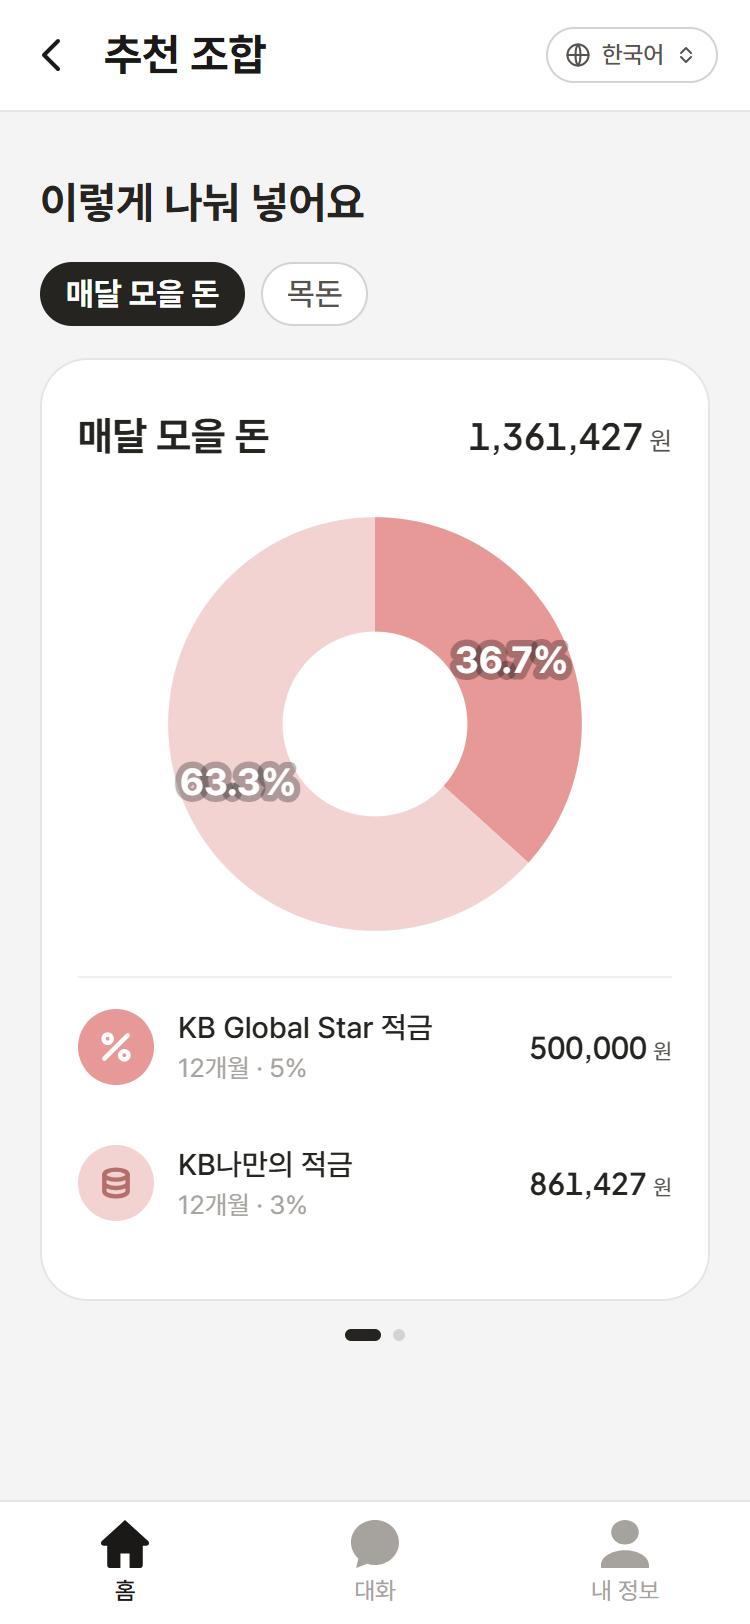 추천 조합
한국어
이렇게 나눠 넣어요
매달 모을 돈
목돈
매달 모을 돈
1,361,427 원
36.7%
63.3%
KB Global Star 적금
12개월 · 5%
500,000 원
KB나만의 적금
12개월 · 3%
861,427 원
홈
대화
내 정보